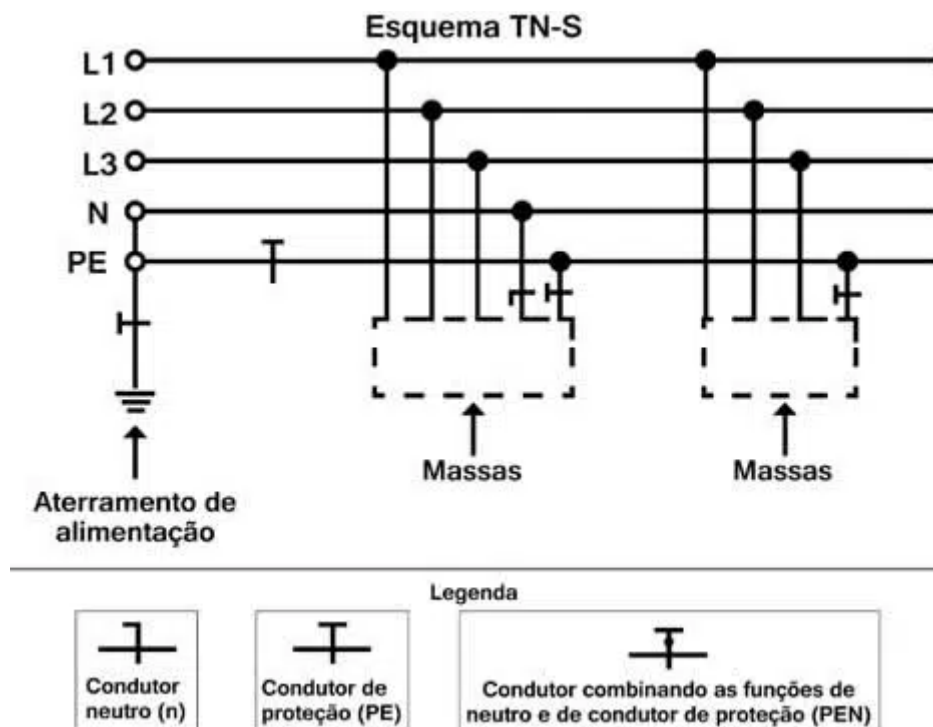 Esquema TN-S
L1
L2
L3
N
PE
Massas
Massas
Aterramento de
alimentação
Legenda
Condutor
neutro (n)
Condutor de
proteção (PE)
Condutor combinando as funções de
neutro e de condutor de proteção (PEN)